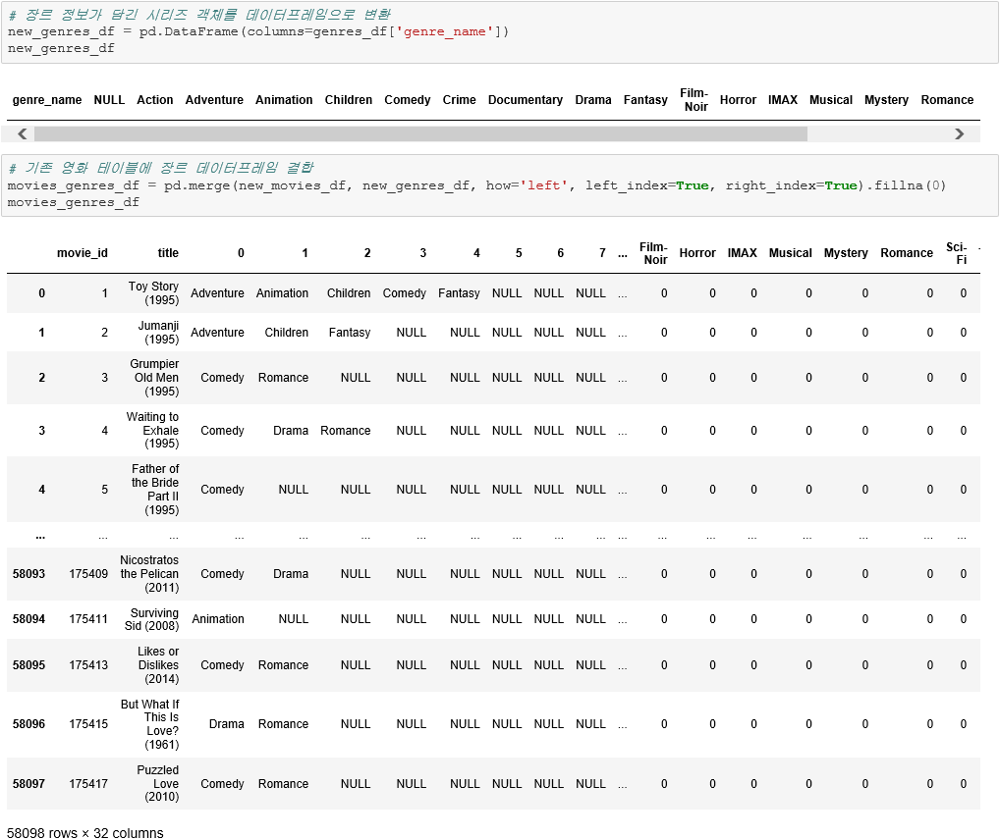 # 장르 정보가 담긴 시리즈 객체를 데이터프레임으로 변환
new_genres_df = pd.DataFrame(columns=genres_df['genre_name'])
new_genres_df
genre_name NULL Action Adventure Animation Children Comedy Crime Documentary Drama Fantasy Film-Noir Horror IMAX Musical Mystery Romance
# 기존 영화 테이블에 장르 데이터프레임 결합
movies_genres_df = pd.merge(new_movies_df, new_genres_df, how='left', left_index=True, right_index=True).fillna(0)
movies_genres_df
movie_id title 0 1 2 3 4 5 6 7 ... Film-Noir Horror IMAX Musical Mystery Romance Sci-Fi
0 1 Toy Story (1995) Adventure Animation Children Comedy Fantasy NULL NULL NULL ... 0 0 0 0 0 0 0
1 2 Jumanji (1995) Adventure Children Fantasy NULL NULL NULL NULL NULL ... 0 0 0 0 0 0 0
2 3 Grumpier Old Men (1995) Comedy Romance NULL NULL NULL NULL NULL NULL ... 0 0 0 0 0 0 0
3 4 Waiting to Exhale (1995) Comedy Drama Romance NULL NULL NULL NULL NULL ... 0 0 0 0 0 0 0
4 5 Father of the Bride Part II (1995) Comedy NULL NULL NULL NULL NULL NULL NULL ... 0 0 0 0 0 0 0
... ... ... ... ... ... ... ... ... ... ... ... ... ... ... ... ... ... ...
58093 175409 Nicostratos the Pelican (2011) Comedy Drama NULL NULL NULL NULL NULL NULL ... 0 0 0 0 0 0 0
58094 175411 Surviving Sid (2008) Animation NULL NULL NULL NULL NULL NULL NULL ... 0 0 0 0 0 0 0
58095 175413 Likes or Dislikes (2014) Comedy Romance NULL NULL NULL NULL NULL NULL ... 0 0 0 0 0 0 0
58096 175415 But What If This Is Love? (1961) Drama Romance NULL NULL NULL NULL NULL NULL ... 0 0 0 0 0 0 0
58097 175417 Puzzled Love (2010) Comedy Romance NULL NULL NULL NULL NULL NULL ... 0 0 0 0 0 0 0
58098 rows × 32 columns